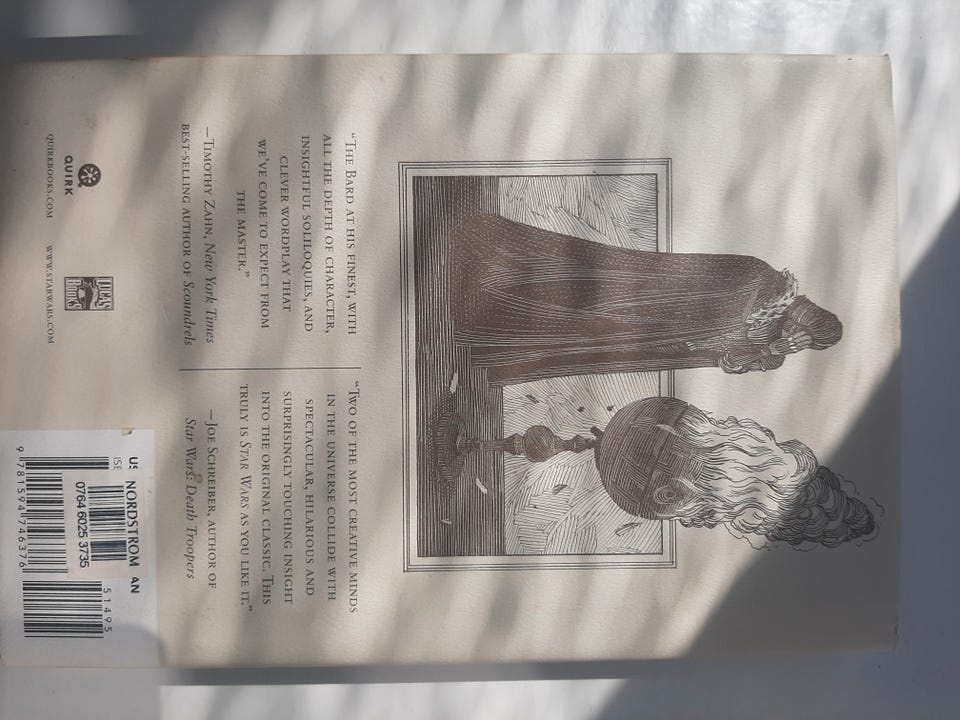 “The Bard at his finest, with
all the depth of character,
insightful soliloquies, and
clever wordplay that
we’ve come to expect from
the master.”
—Timothy Zahn, New York Times
best-selling author of Scoundrels
“Two of the most creative minds
in the universe collide with
spectacular, hilarious and
surprisingly touching insight
into the original classic. This
truly is Star Wars as you like it.”
—Joe Schreiber, author of
Star Wars: Death Troopers
QUIRK
QUIRKBOOKS.COM
LUCAS
BOOKS
WWW.STARWARS.COM
NORDSTROM
AN
0764 6025 3735
51495
9 781594 746376